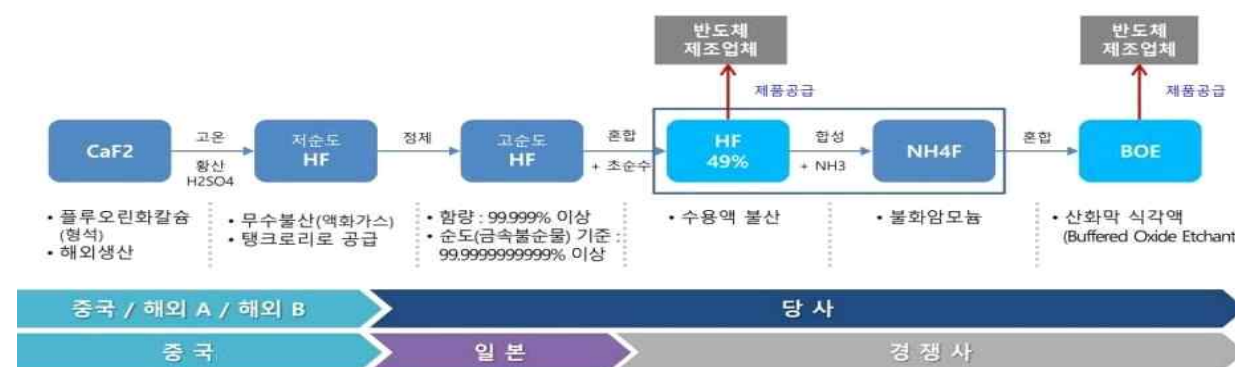 반도체
제조업체
반도체
제조업체
제품공급
제품공급
CaF2
고온
황산
H2SO4
저순도
HF
정제
고순도
HF
혼합
+ 초순수
HF
49%
합성
+ NH3
NH4F
혼합
BOE
• 플루오린화칼슘
(형석)
• 해외생산
• 무수불산(액화가스)
• 탱크로리로 공급
• 함량 : 99.999% 이상
• 순도(금속불순물) 기준 :
99.9999999999% 이상
• 수용액 불산
• 불화암모늄
• 산화막 식각액
(Buffered Oxide Etchant)
중국 / 해외 A / 해외 B
당 사
중 국
일 본
경 쟁 사